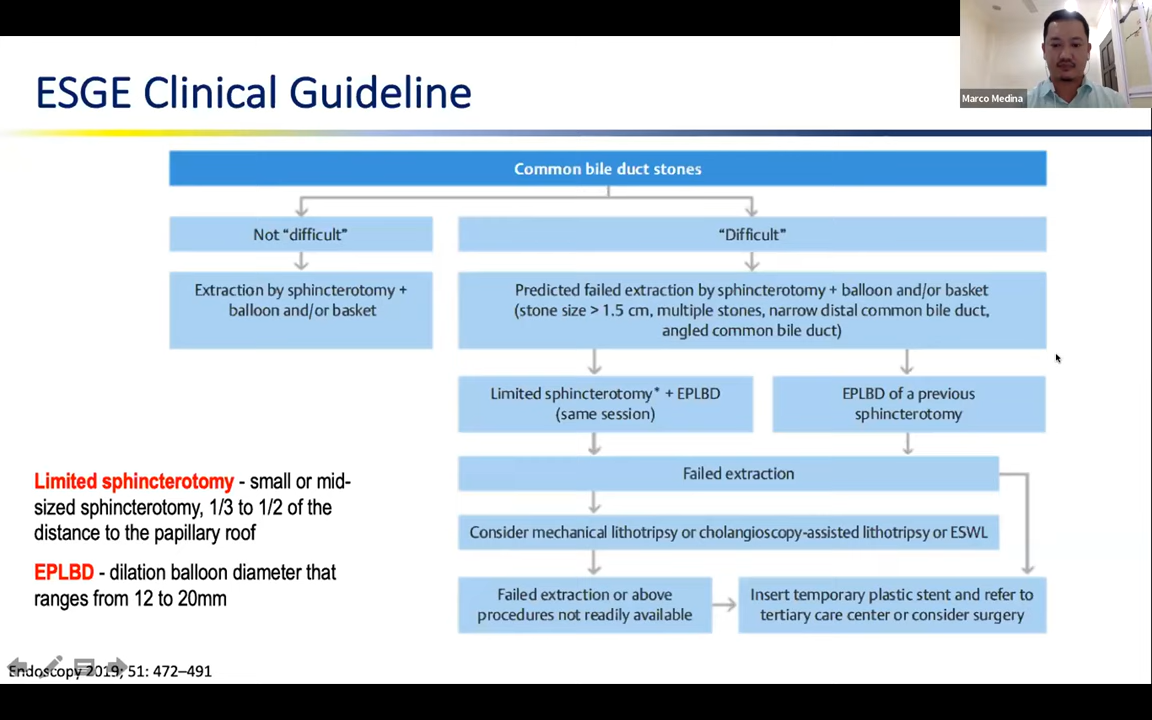 ESGE Clinical Guideline
Marco Medina
Common bile duct stones
Not “difficult”
“Difficult”
Extraction by sphincterotomy +
balloon and/or basket
Predicted failed extraction by sphincterotomy + balloon and/or basket
(stone size > 1.5 cm, multiple stones, narrow distal common bile duct,
angled common bile duct)
Limited sphincterotomy* + EPLBD
(same session)
EPLBD of a previous
sphincterotomy
Failed extraction
Consider mechanical lithotripsy or cholangioscopy-assisted lithotripsy or ESWL
Failed extraction or above
procedures not readily available
Insert temporary plastic stent and refer to
tertiary care center or consider surgery
Limited sphincterotomy - small or mid-
sized sphincterotomy, 1/3 to 1/2 of the
distance to the papillary roof
EPLBD - dilation balloon diameter that
ranges from 12 to 20mm
Endoscopy 2019; 51: 472–491